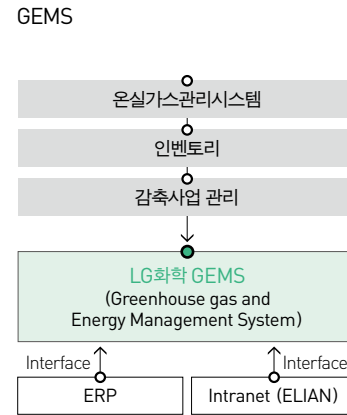 GEMS
온실가스관리시스템
인벤토리
감축사업 관리
LG화학 GEMS
(Greenhouse gas and
Energy Management System)
Interface
Interface
ERP
Intranet (ELIAN)